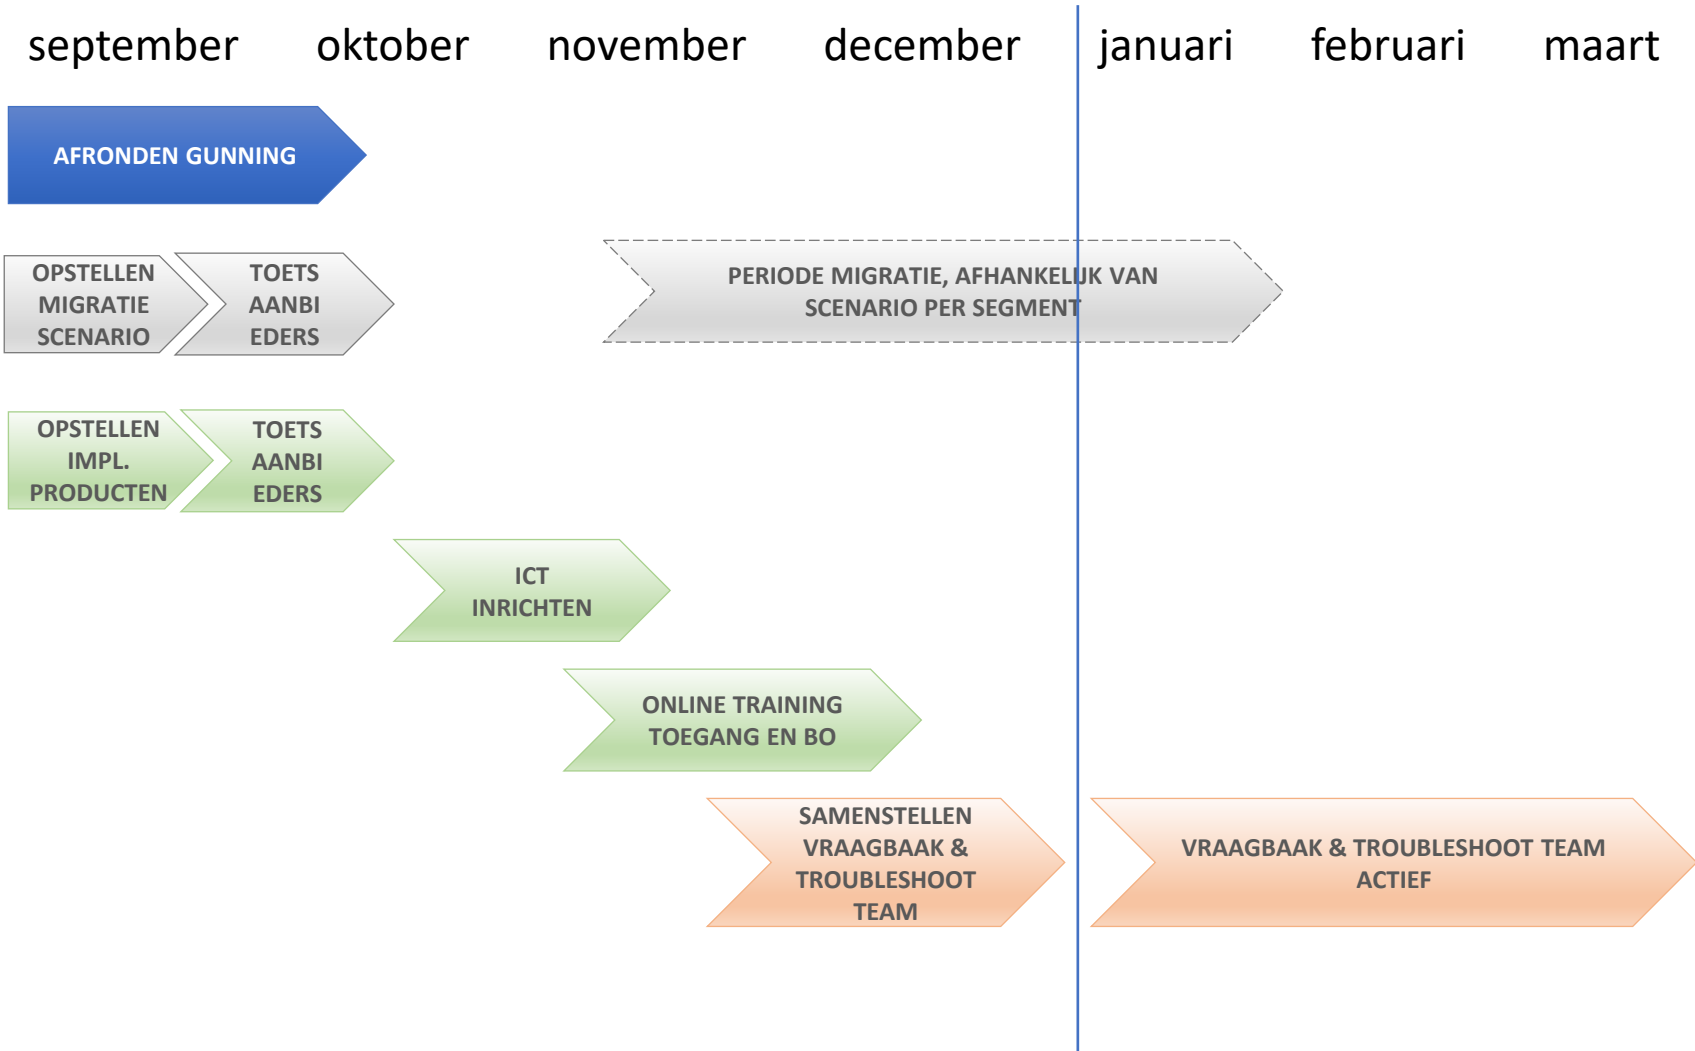 september oktober november december januari februari maart
AFRONDEN GUNNING
OPSTELLEN
MIGRATIE
SCENARIO
TOETS
AANBI
EDERS
PERIODE MIGRATIE, AFHANKELIJK VAN
SCENARIO PER SEGMENT
OPSTELLEN
IMPL.
PRODUCTEN
TOETS
AANBI
EDERS
ICT
INRICHTEN
ONLINE TRAINING
TOEGANG EN BO
SAMENSTELLEN
VRAAGBAAK &
TROUBLESHOOT
TEAM
VRAAGBAAK & TROUBLESHOOT TEAM
ACTIEF